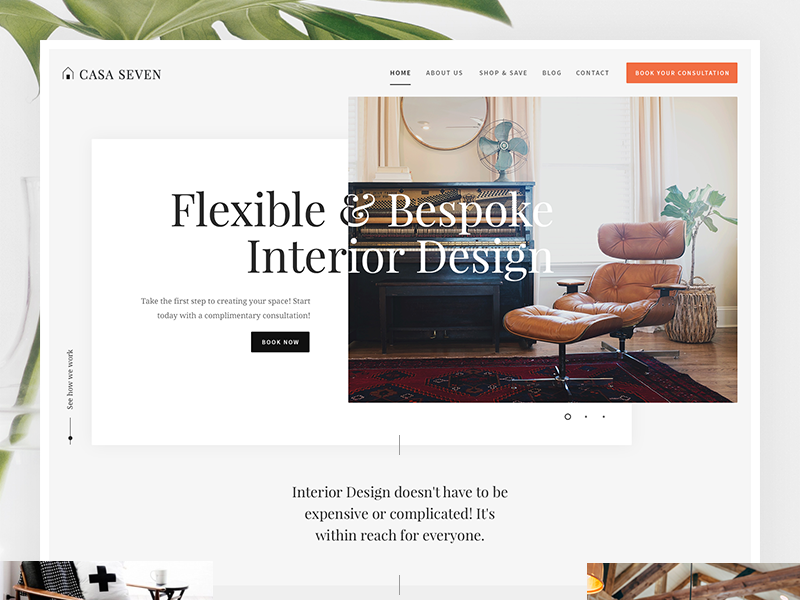 CASA SEVEN
HOME ABOUT US SHOP & SAVE BLOG CONTACT BOOK YOUR CONSULTATION
Flexible & Bespoke
Interior Design
Take the first step to creating your space! Start
today with a complimentary consultation!
BOOK NOW
See how we work
Interior Design doesn't have to be
expensive or complicated! It's
within reach for everyone.